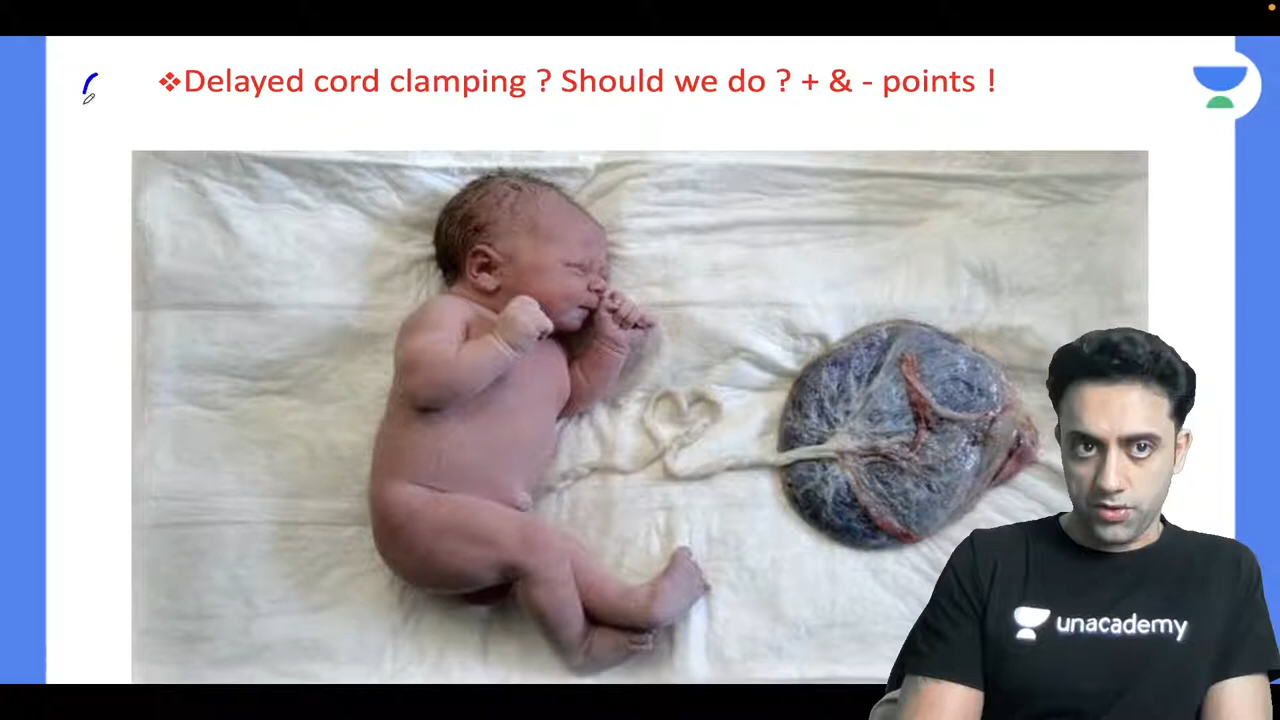 ❖Delayed cord clamping ? Should we do ? + & - points !
unacademy